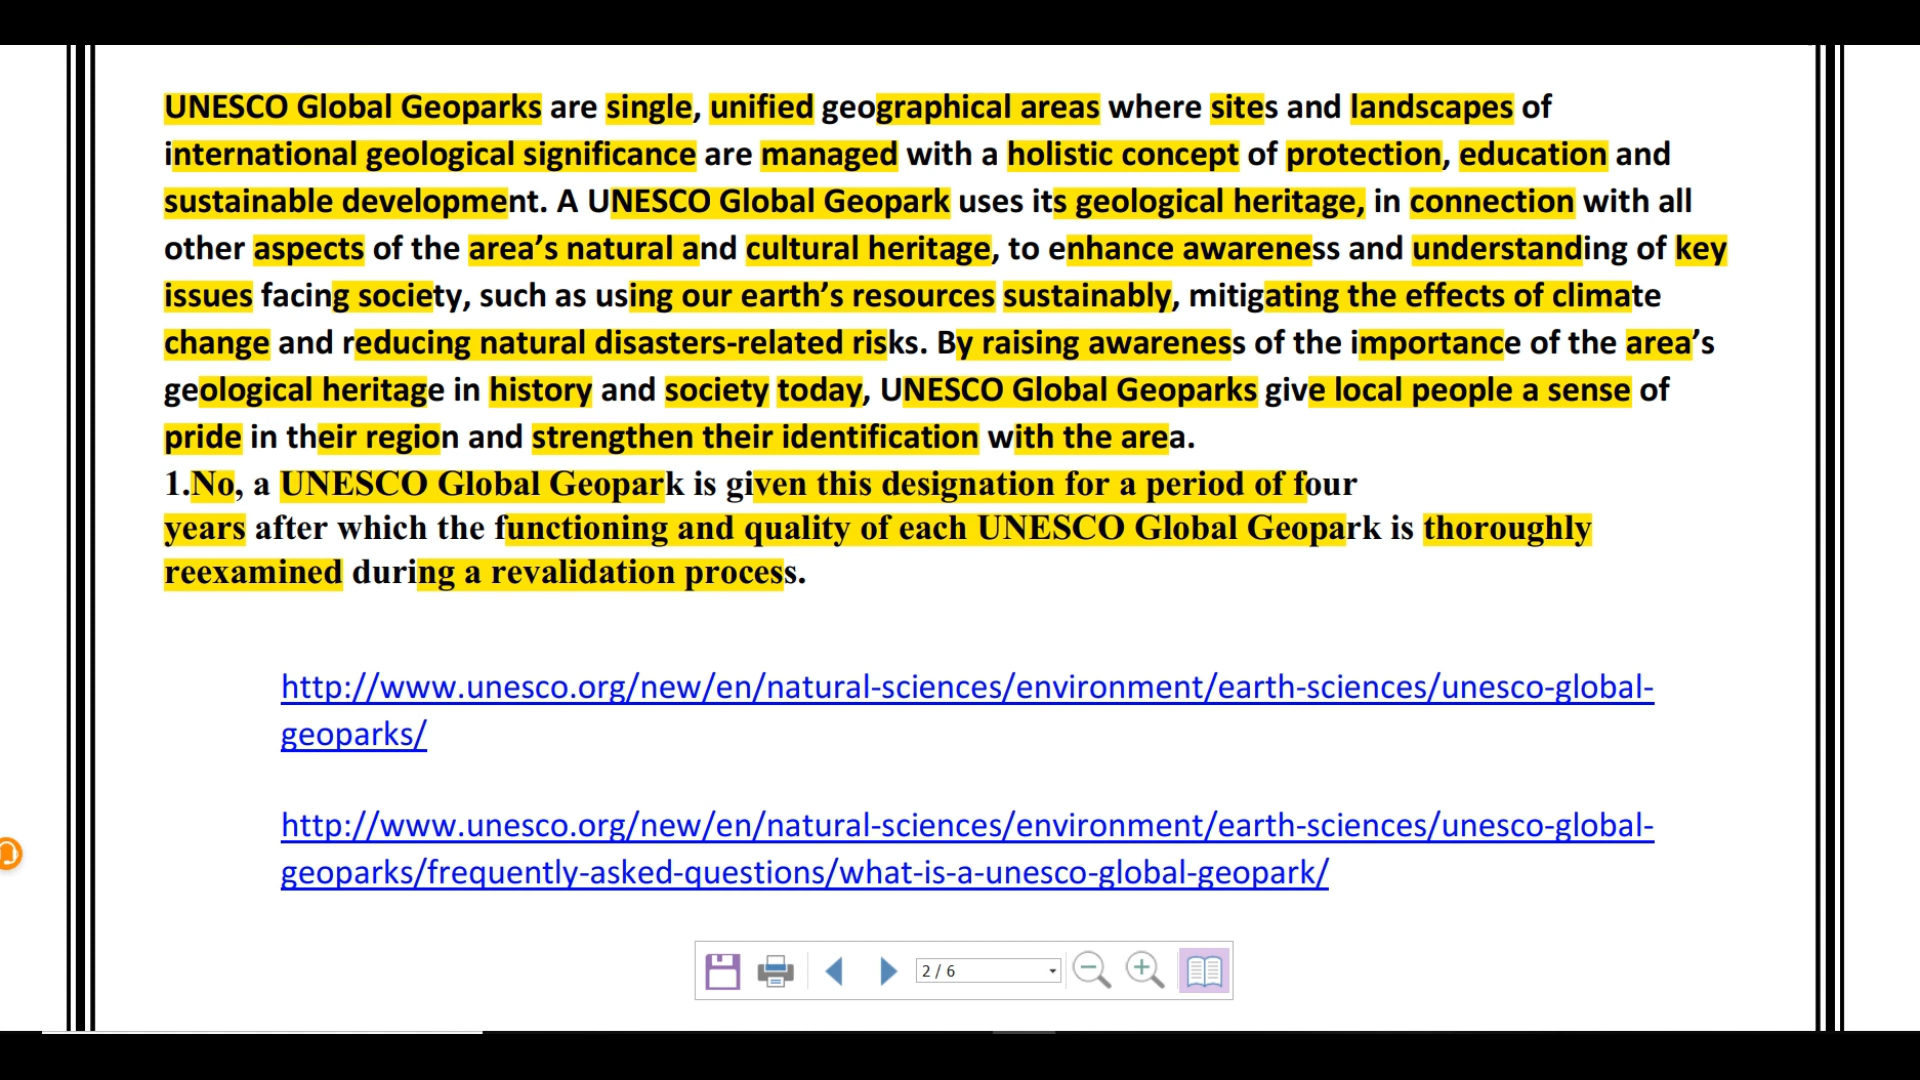 UNESCO Global Geoparks are single, unified geographical areas where sites and landscapes of
international geological significance are managed with a holistic concept of protection, education and
sustainable development. A UNESCO Global Geopark uses its geological heritage, in connection with all
other aspects of the area’s natural and cultural heritage, to enhance awareness and understanding of key
issues facing society, such as using our earth’s resources sustainably, mitigating the effects of climate
change and reducing natural disasters-related risks. By raising awareness of the importance of the area’s
geological heritage in history and society today, UNESCO Global Geoparks give local people a sense of
pride in their region and strengthen their identification with the area.
1.No, a UNESCO Global Geopark is given this designation for a period of four
years after which the functioning and quality of each UNESCO Global Geopark is thoroughly
reexamined during a revalidation process.
http://www.unesco.org/new/en/natural-sciences/environment/earth-sciences/unesco-global-
geoparks/
http://www.unesco.org/new/en/natural-sciences/environment/earth-sciences/unesco-global-
geoparks/frequently-asked-questions/what-is-a-unesco-global-geopark/
2 / 6